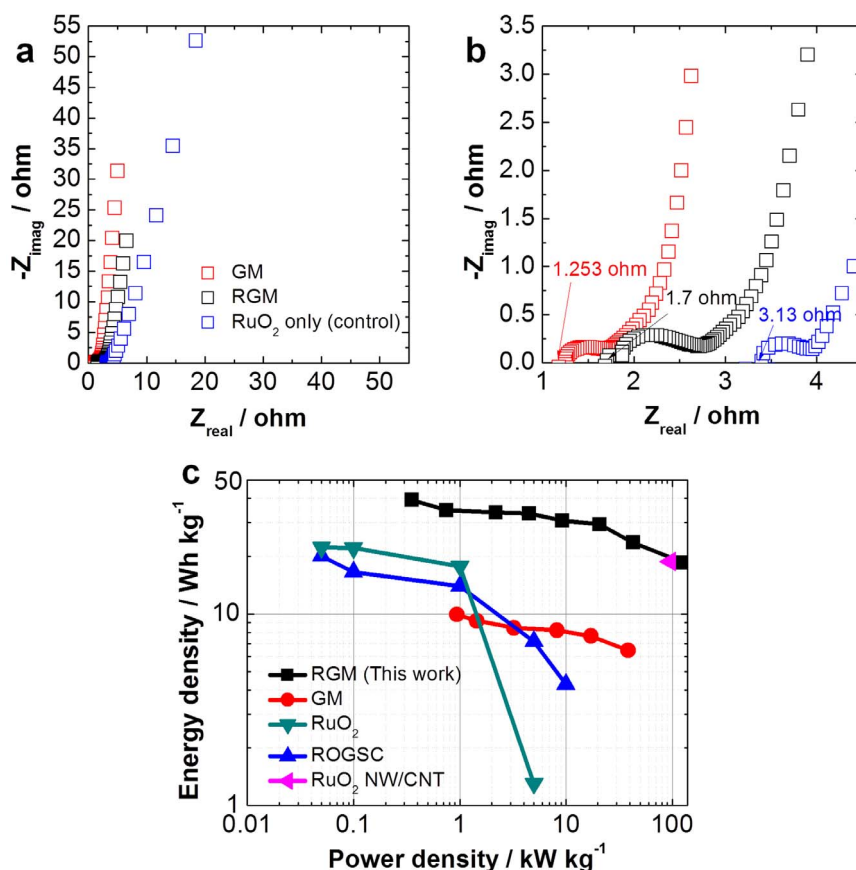 a
55
50
45
40
35
30
25
20
15
10
5
0
-Z_imag / ohm
GM
RGM
RuO₂ only (control)
0 10 20 30 40 50
Z_real / ohm
b
3.5
3.0
2.5
2.0
1.5
1.0
0.5
0.0
-Z_imag / ohm
1.253 ohm
1.7 ohm
3.13 ohm
1 2 3 4
Z_real / ohm
c
50
10
1
Energy density / Wh kg⁻¹
RGM (This work)
GM
RuO₂
ROGSC
RuO₂ NW/CNT
0.01 0.1 1 10 100
Power density / kW kg⁻¹